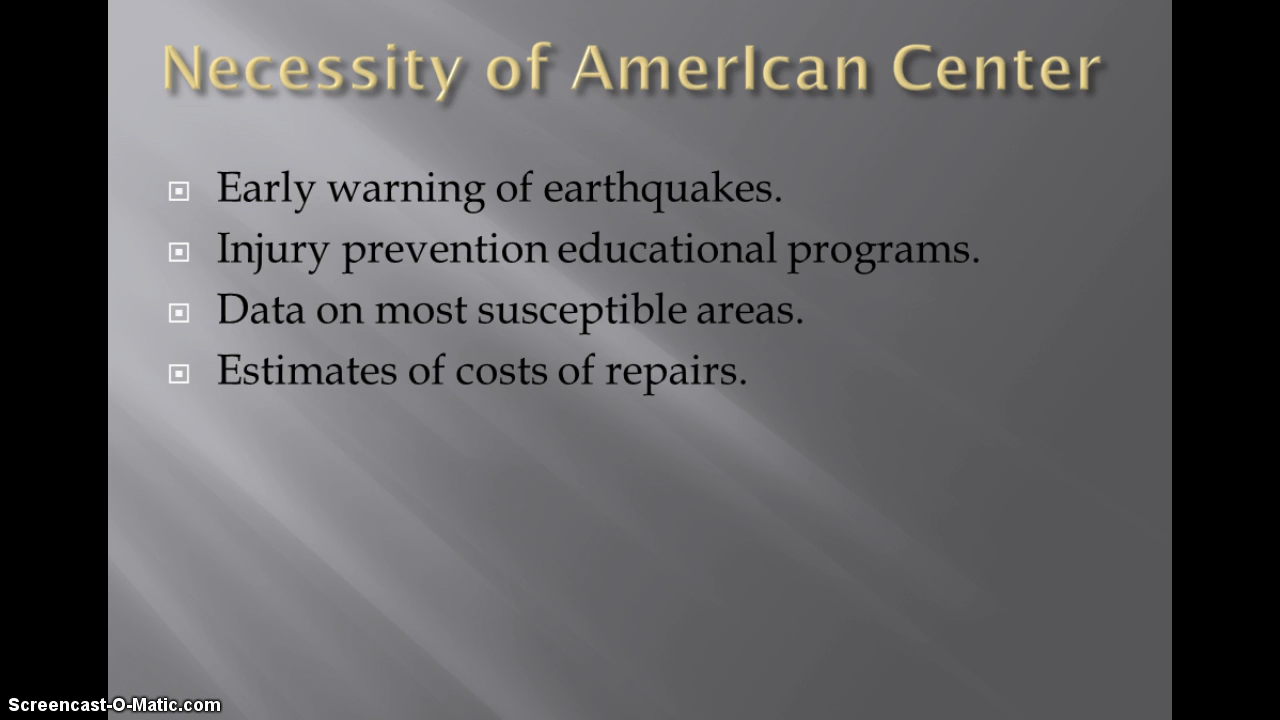 Necessity of AmerIcan Center
Early warning of earthquakes.
Injury prevention educational programs.
Data on most susceptible areas.
Estimates of costs of repairs.
Screencast-O-Matic.com